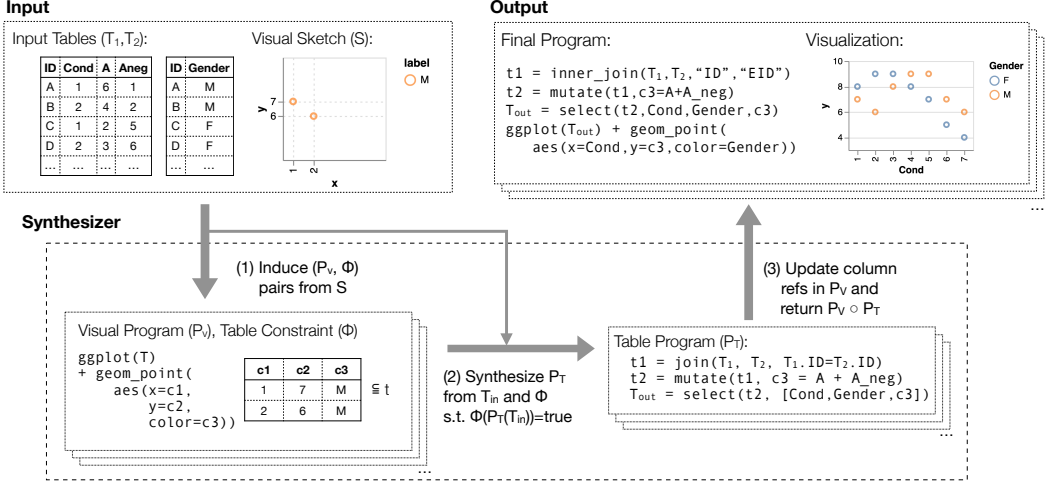 Input
Input Tables (T₁,T₂):
ID Cond A Aneg
A 1 6 1
B 2 4 2
C 1 2 5
D 2 3 6
... ... ... ...
ID Gender
A M
B M
C F
D F
... ...
Visual Sketch (S):
label
M
y
7
6
1
2
x
Output
Final Program:
t1 = inner_join(T₁,T₂,“ID”,“EID”)
t2 = mutate(t1,c3=A+A_neg)
Tout = select(t2,Cond,Gender,c3)
ggplot(Tout) + geom_point(
aes(x=Cond,y=c3,color=Gender))
Visualization:
Gender
F
M
10
8
6
4
y
1 2 3 4 5 6 7
Cond
...
Synthesizer
(1) Induce (Pᵥ, Φ)
pairs from S
Visual Program (Pᵥ), Table Constraint (Φ)
ggplot(T)
+ geom_point(
aes(x=c1,
y=c2,
color=c3))
c1 c2 c3
1 7 M
2 6 M
⊆ t
...
(2) Synthesize PT
from Tin and Φ
s.t. Φ(PT(Tin))=true
(3) Update column
refs in Pᵥ and
return Pᵥ ○ PT
Table Program (PT):
t1 = join(T₁, T₂, T₁.ID=T₂.ID)
t2 = mutate(t1, c3 = A + A_neg)
Tout = select(t2, [Cond,Gender,c3])
...